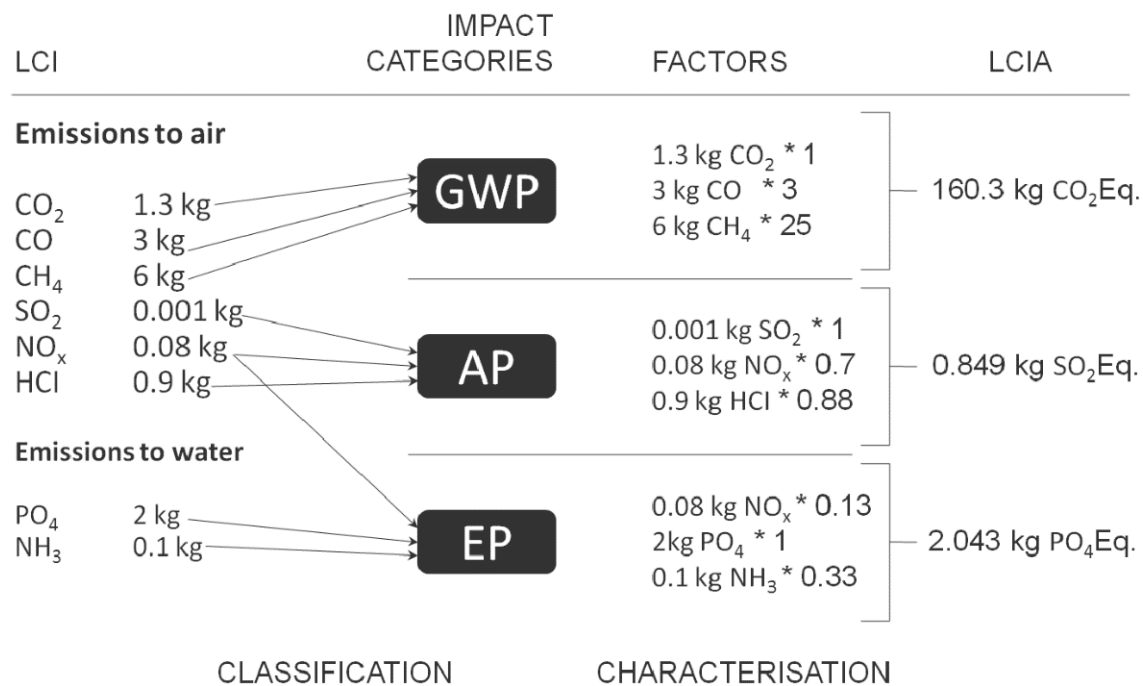 LCI
IMPACT
CATEGORIES
FACTORS
LCIA
Emissions to air
CO₂ 1.3 kg
CO 3 kg
CH₄ 6 kg
SO₂ 0.001 kg
NOₓ 0.08 kg
HCl 0.9 kg
Emissions to water
PO₄ 2 kg
NH₃ 0.1 kg
GWP
AP
EP
1.3 kg CO₂ * 1
3 kg CO * 3
6 kg CH₄ * 25
0.001 kg SO₂ * 1
0.08 kg NOₓ * 0.7
0.9 kg HCl * 0.88
0.08 kg NOₓ * 0.13
2kg PO₄ * 1
0.1 kg NH₃ * 0.33
160.3 kg CO₂Eq.
0.849 kg SO₂Eq.
2.043 kg PO₄Eq.
CLASSIFICATION
CHARACTERISATION